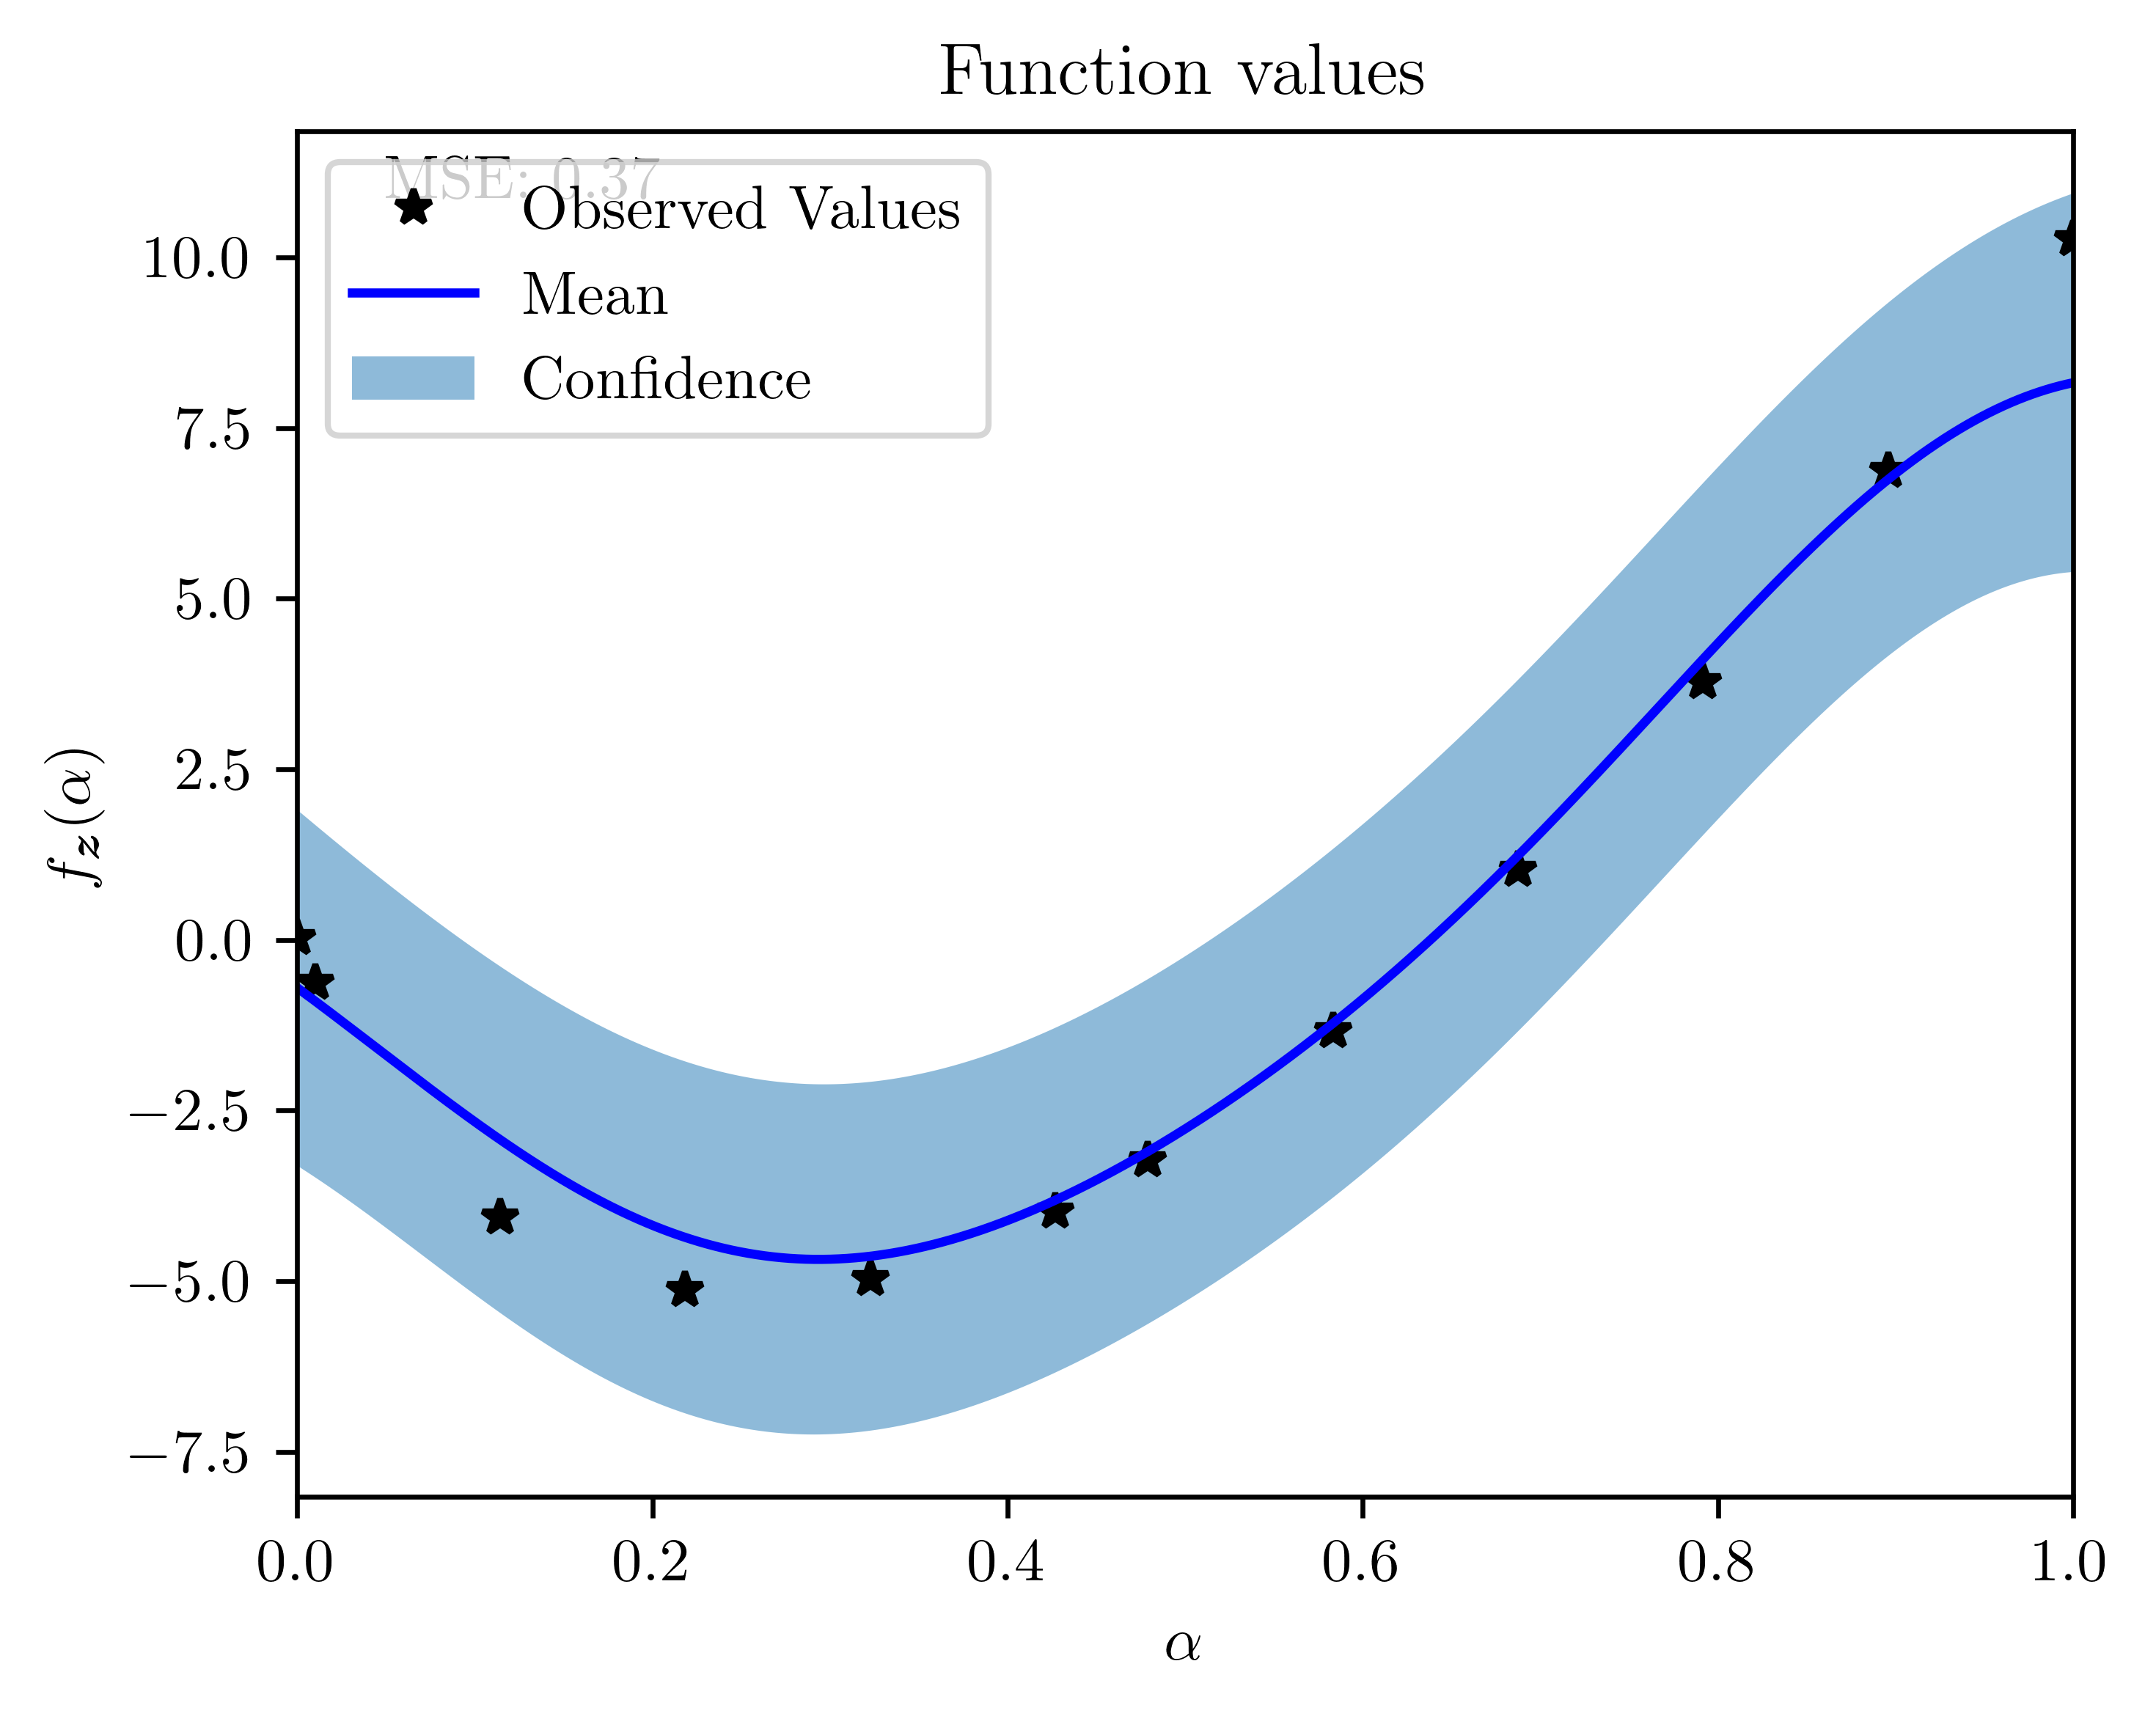 Function values
MSE: 0.37
Observed Values
Mean
Confidence
10.0
7.5
5.0
2.5
0.0
−2.5
−5.0
−7.5
f_z(α)
0.0 0.2 0.4 0.6 0.8 1.0
α